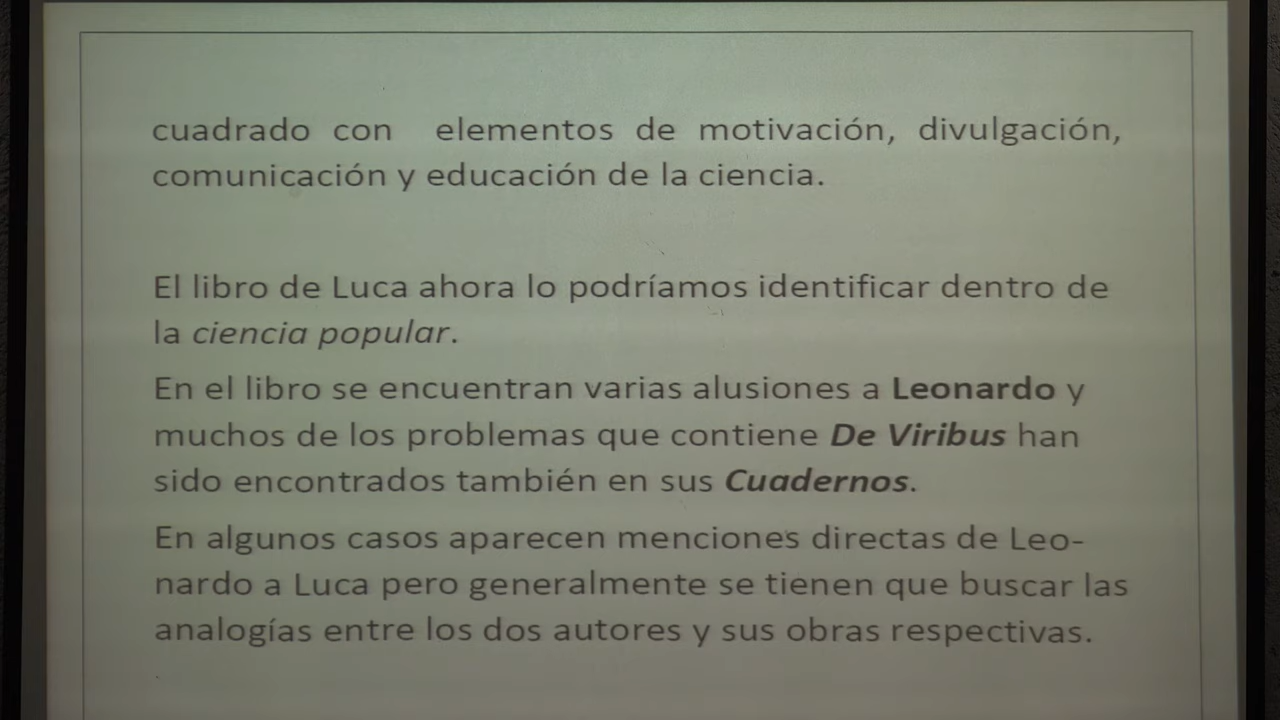 cuadrado con elementos de motivación, divulgación,
comunicación y educación de la ciencia.
El libro de Luca ahora lo podríamos identificar dentro de
la ciencia popular.
En el libro se encuentran varias alusiones a Leonardo y
muchos de los problemas que contiene De Viribus han
sido encontrados también en sus Cuadernos.
En algunos casos aparecen menciones directas de Leo-
nardo a Luca pero generalmente se tienen que buscar las
analogías entre los dos autores y sus obras respectivas.